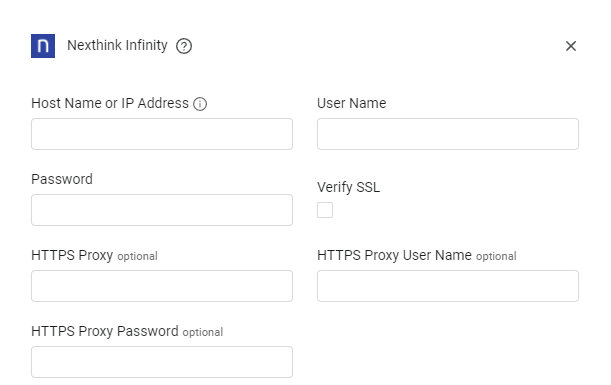 n Nexthink Infinity ?
Host Name or IP Address i
User Name
Password
Verify SSL
HTTPS Proxy optional
HTTPS Proxy User Name optional
HTTPS Proxy Password optional